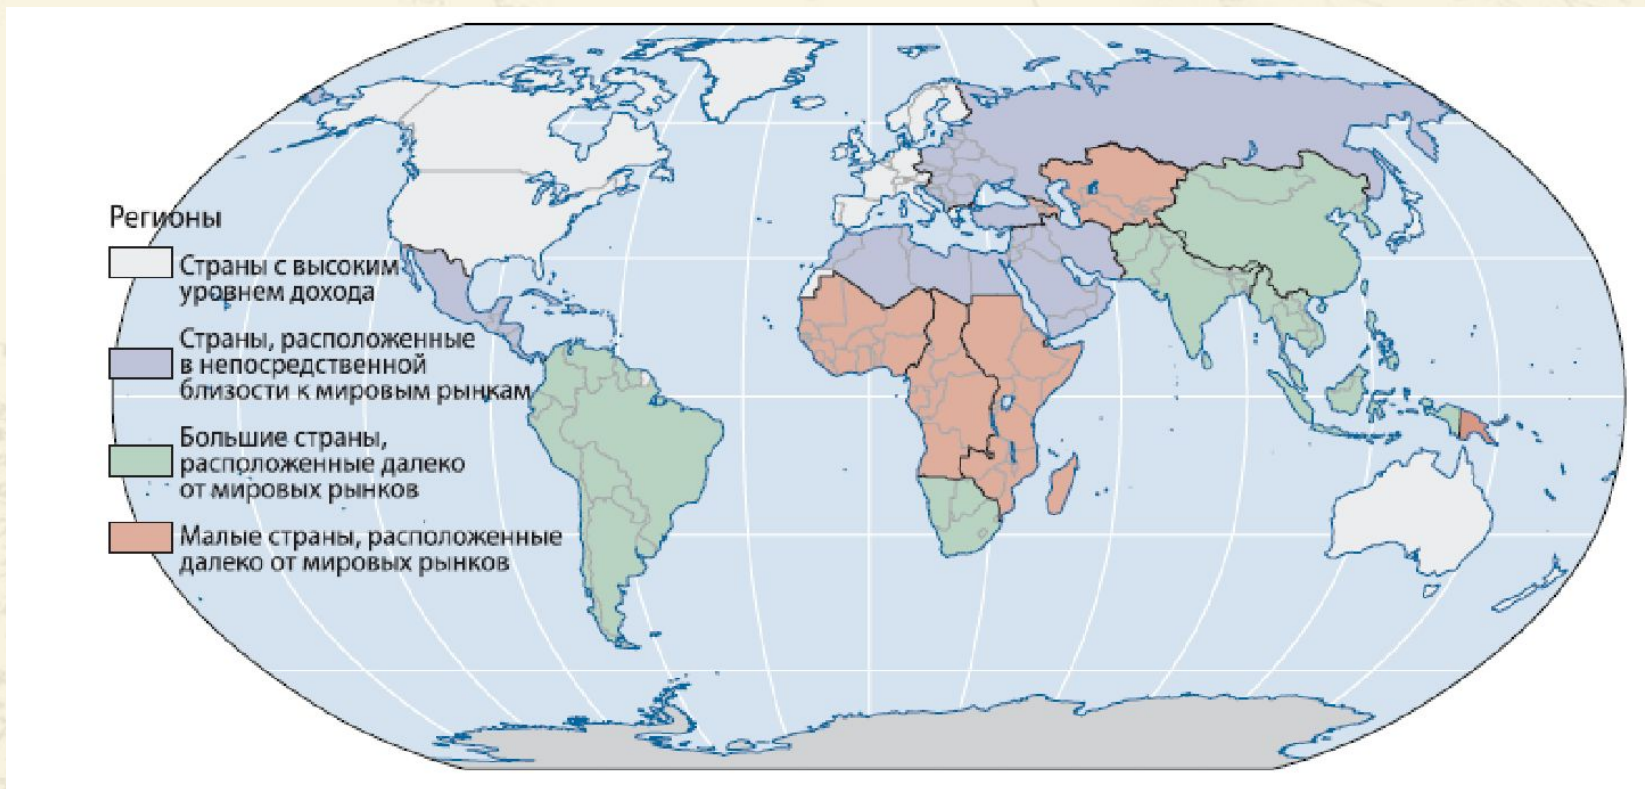 Регионы
Страны с высоким
уровнем дохода
Страны, расположенные
в непосредственной
близости к мировым рынкам
Большие страны,
расположенные далеко
от мировых рынков
Малые страны, расположенные
далеко от мировых рынков